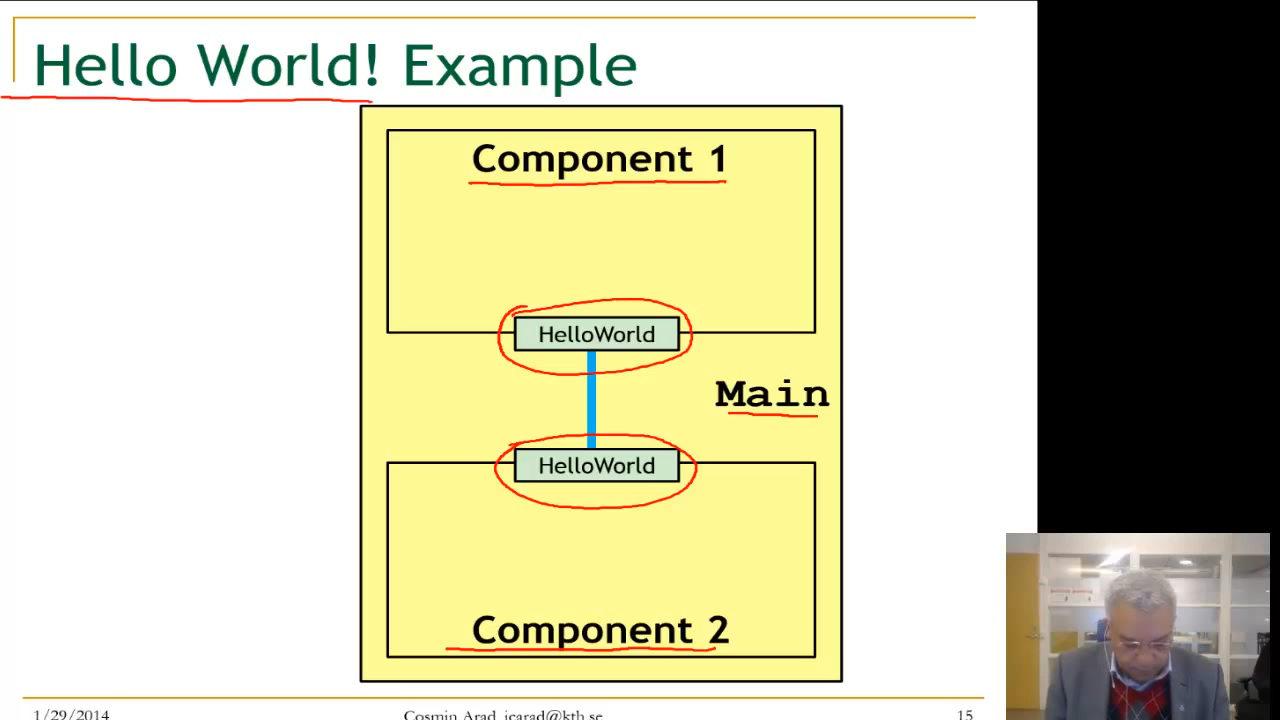 Hello World! Example
Component 1
HelloWorld
Main
HelloWorld
Component 2
1/29/2014 Cosmin Arad, icarad@kth.se 15